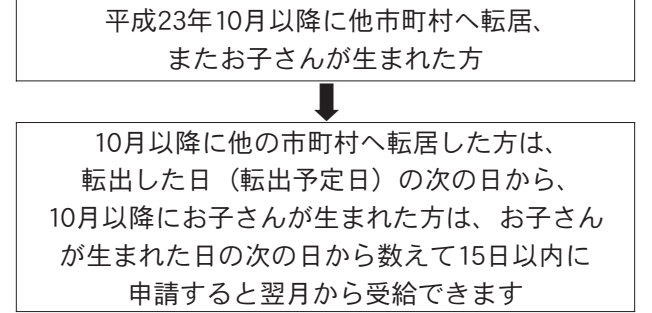 平成23年10月以降に他市町村へ転居、
またお子さんが生まれた方
10月以降に他の市町村へ転居した方は、
転出した日（転出予定日）の次の日から、
10月以降にお子さんが生まれた方は、お子さん
が生まれた日の次の日から数えて15日以内に
申請すると翌月から受給できます